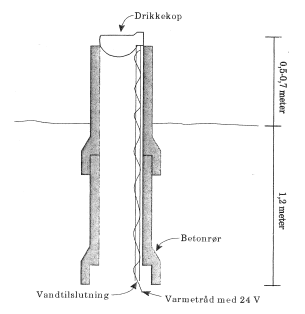 Drikkekop
0,5-0,7 meter
1,2 meter
Betonrør
Vandtilslutning
Varmetråd med 24 V